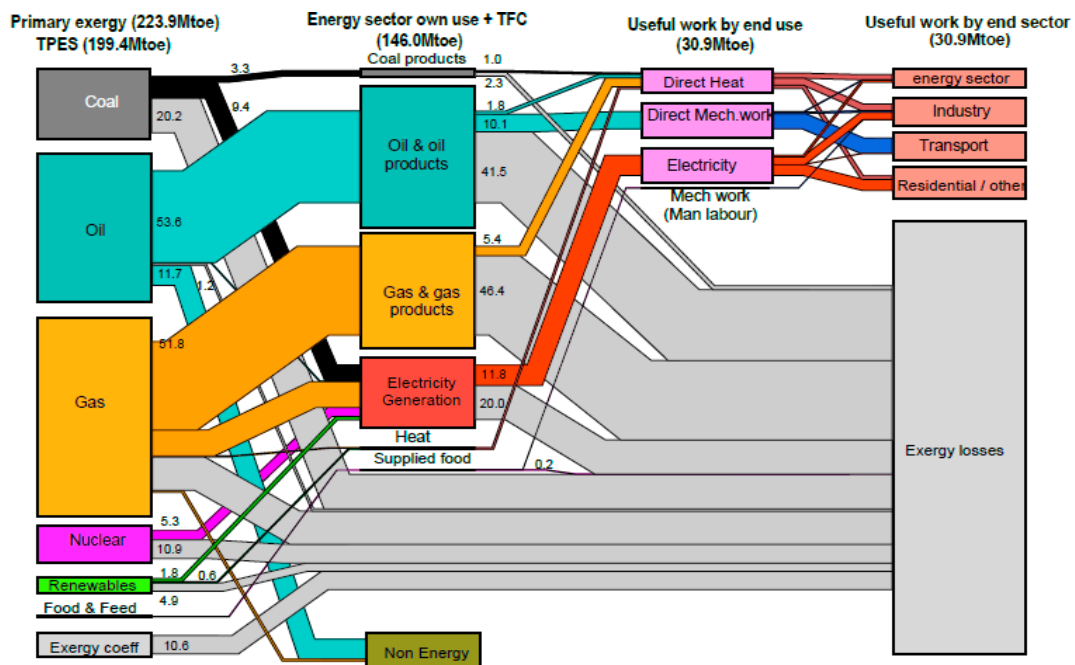 Primary exergy (223.9Mtoe)
TPES (199.4Mtoe)
Energy sector own use + TFC
(146.0Mtoe)
Useful work by end use
(30.9Mtoe)
Useful work by end sector
(30.9Mtoe)
Coal
3.3
9.4
20.2
Oil
53.6
11.7
1.2
Gas
51.8
Nuclear
5.3
10.9
Renewables
1.8
0.6
4.9
Food & Feed
Exergy coeff
10.6
Coal products
1.0
2.3
Oil & oil
products
1.8
10.1
41.5
Gas & gas
products
5.4
46.4
Electricity
Generation
11.8
20.0
Heat
Supplied food
0.2
Non Energy
Direct Heat
Direct Mech.work
Electricity
Mech work
(Man labour)
energy sector
Industry
Transport
Residential / other
Exergy losses